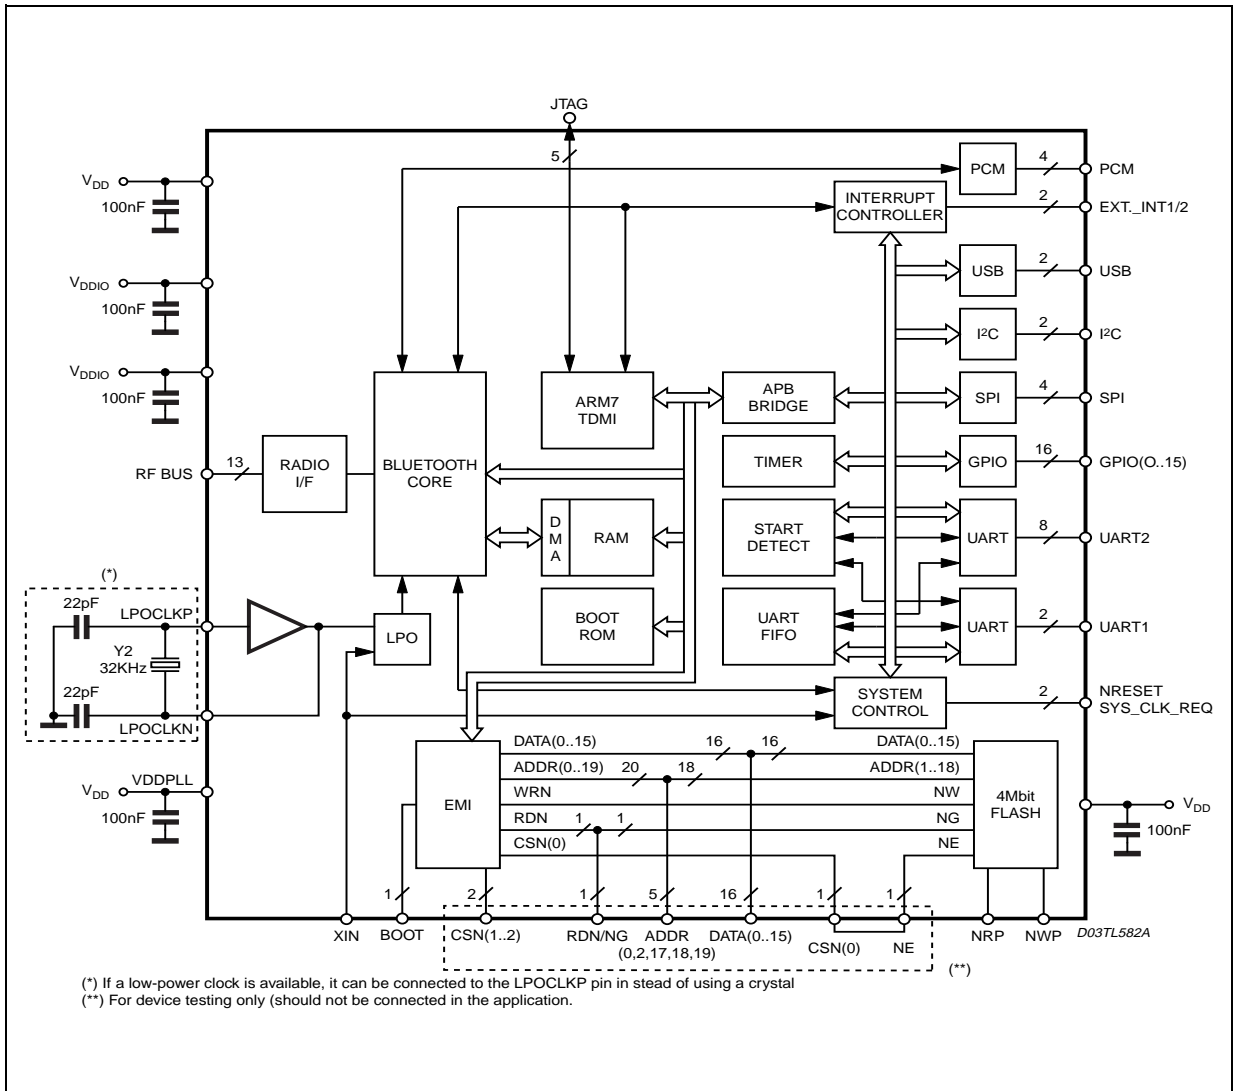 JTAG
5
PCM
4
PCM
VDD
100nF
INTERRUPT
CONTROLLER
2
EXT._INT1/2
USB
2
USB
VDDIO
100nF
I²C
2
I²C
VDDIO
100nF
ARM7
TDMI
APB
BRIDGE
SPI
4
SPI
RF BUS
13
RADIO
I/F
BLUETOOTH
CORE
TIMER
GPIO
16
GPIO(O..15)
D
M
A
RAM
START
DETECT
UART
8
UART2
(*)
22pF
LPOCLKP
Y2
32KHz
22pF
LPOCLKN
LPO
BOOT
ROM
UART
FIFO
UART
2
UART1
SYSTEM
CONTROL
2
NRESET
SYS_CLK_REQ
VDD
VDDPLL
100nF
EMI
DATA(0..15)
16
16
DATA(0..15)
ADDR(0..19)
20
18
ADDR(1..18)
WRN
NW
RDN
1
1
NG
CSN(0)
NE
4Mbit
FLASH
VDD
100nF
1
2
1
5
16
1
1
XIN
BOOT
CSN(1..2)
RDN/NG
ADDR
(0,2,17,18,19)
DATA(0..15)
CSN(0)
NE
NRP
NWP
D03TL582A
(**)
(*) If a low-power clock is available, it can be connected to the LPOCLKP pin in stead of using a crystal
(**) For device testing only (should not be connected in the application.